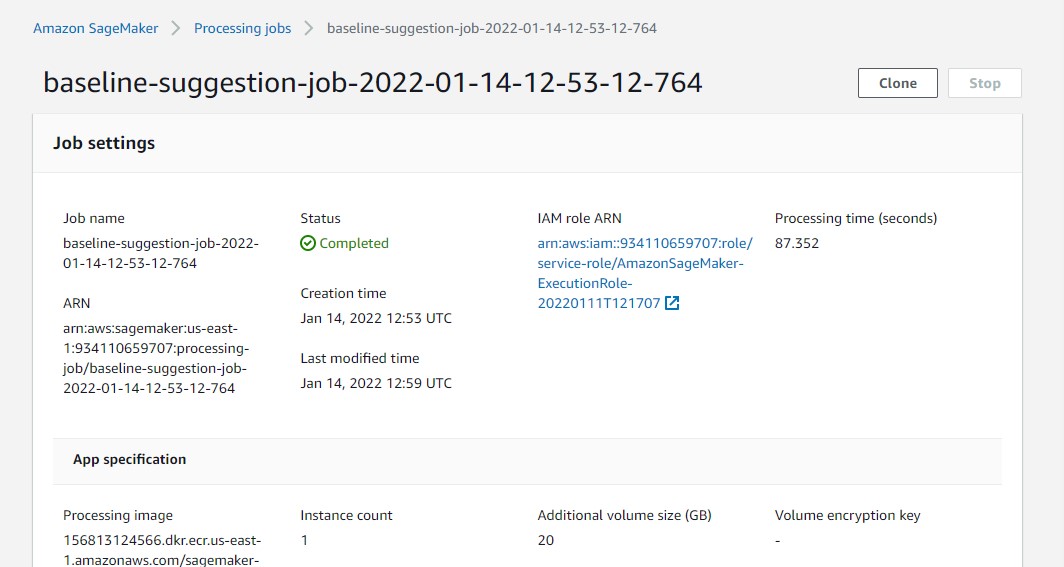 Amazon SageMaker > Processing jobs > baseline-suggestion-job-2022-01-14-12-53-12-764
baseline-suggestion-job-2022-01-14-12-53-12-764
Clone
Stop
Job settings
Job name
baseline-suggestion-job-2022-
01-14-12-53-12-764
ARN
arn:aws:sagemaker:us-east-
1:934110659707:processing-
job/baseline-suggestion-job-
2022-01-14-12-53-12-764
Status
Completed
Creation time
Jan 14, 2022 12:53 UTC
Last modified time
Jan 14, 2022 12:59 UTC
IAM role ARN
arn:aws:iam::934110659707:role/
service-role/AmazonSageMaker-
ExecutionRole-
20220111T121707
Processing time (seconds)
87.352
App specification
Processing image
156813124566.dkr.ecr.us-east-
1.amazonaws.com/sagemaker-
Instance count
1
Additional volume size (GB)
20
Volume encryption key
-